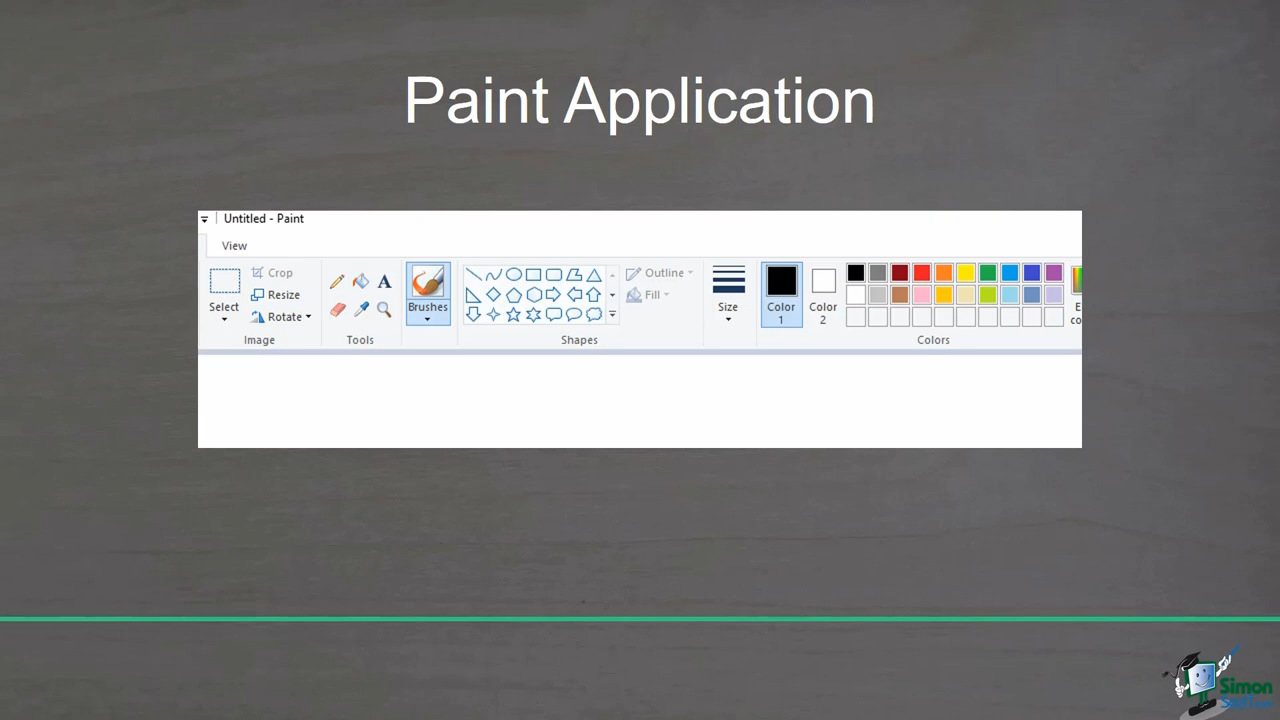 Paint Application
Untitled - Paint
View
Select
Crop
Resize
Rotate
Image
A
Tools
Brushes
Outline
Fill
Shapes
Size
Color
1
Color
2
Colors
E
co
Simon